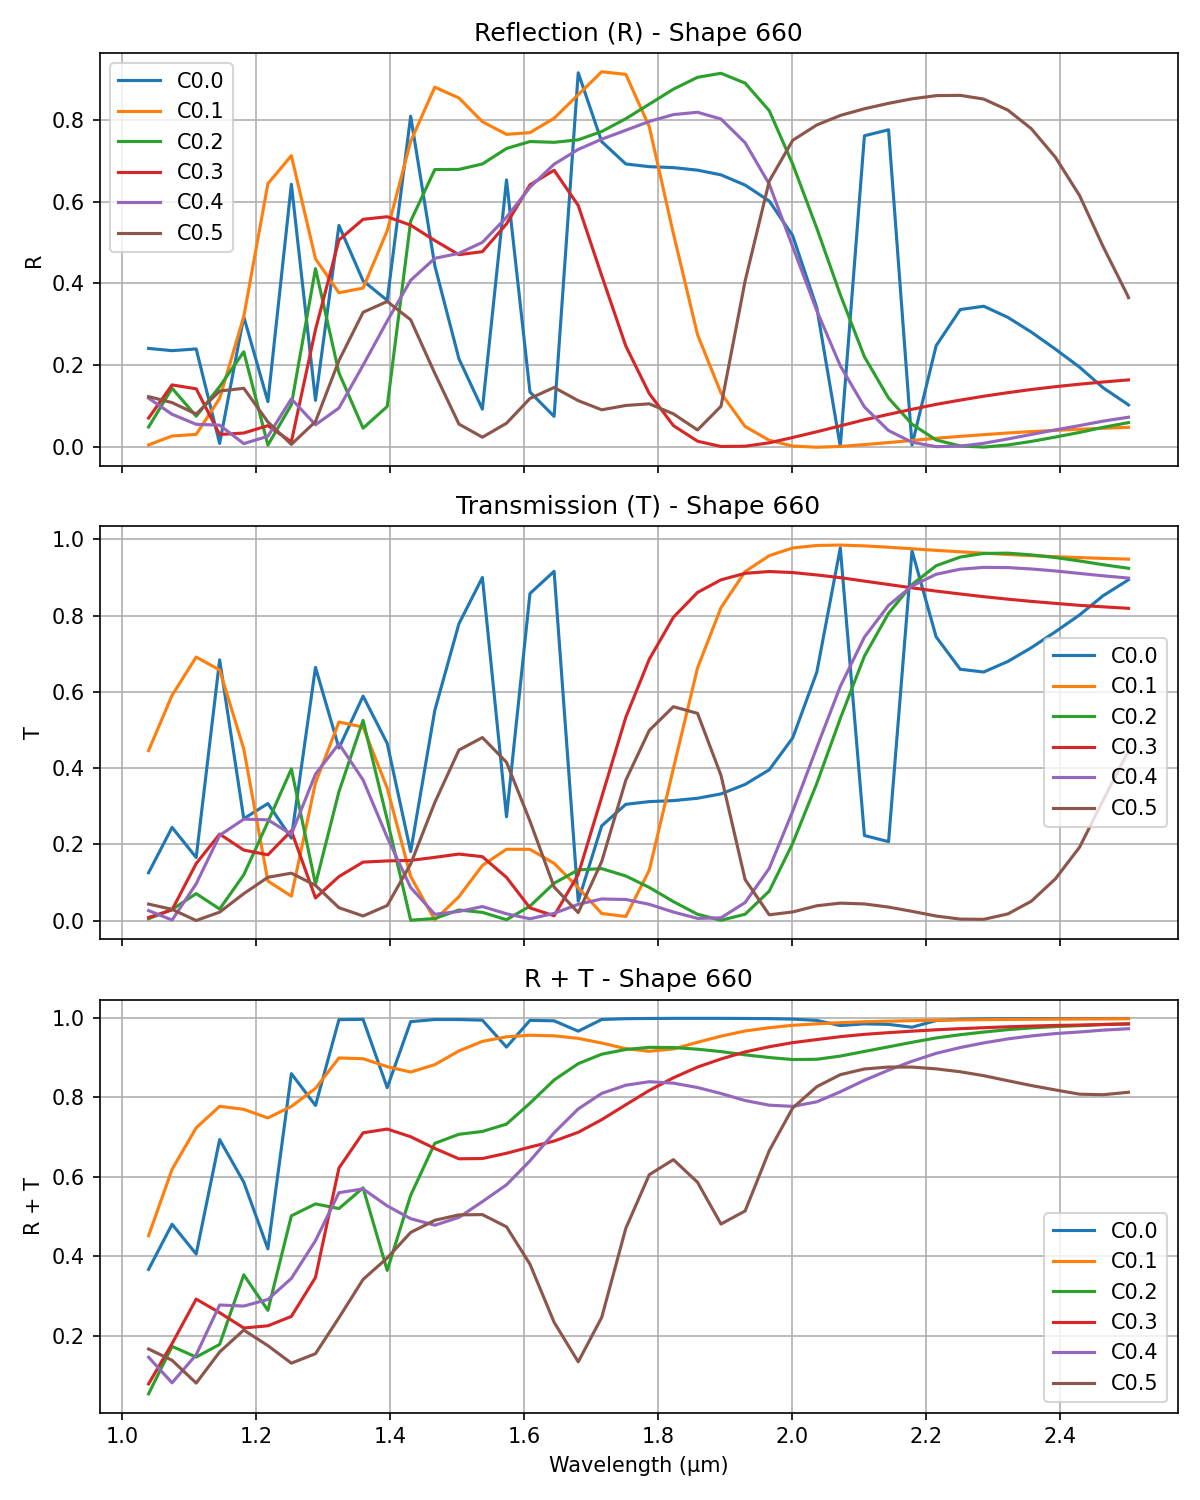 Reflection (R) - Shape 660
0.8
0.6
0.4
0.2
0.0
R
C0.0
C0.1
C0.2
C0.3
C0.4
C0.5
Transmission (T) - Shape 660
1.0
0.8
0.6
0.4
0.2
0.0
T
C0.0
C0.1
C0.2
C0.3
C0.4
C0.5
R + T - Shape 660
1.0
0.8
0.6
0.4
0.2
R + T
C0.0
C0.1
C0.2
C0.3
C0.4
C0.5
1.0 1.2 1.4 1.6 1.8 2.0 2.2 2.4
Wavelength (μm)